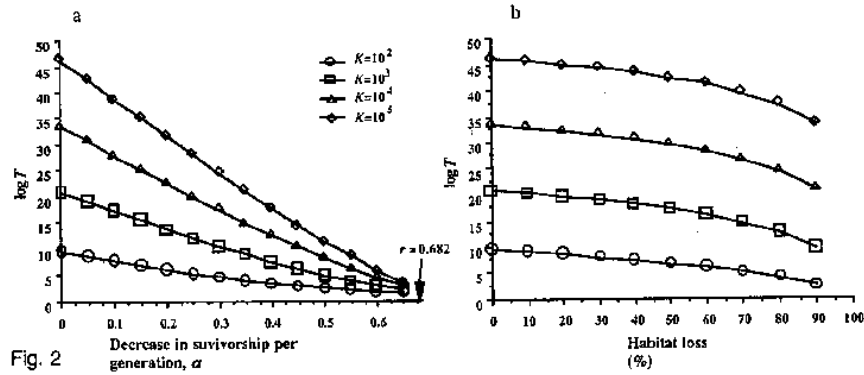 a
50
45
40
35
30
25
20
15
10
5
0
log T
K=10²
K=10³
K=10⁴
K=10⁵
r = 0.682
0 0.1 0.2 0.3 0.4 0.5 0.6
Decrease in suvivorship per
generation, a
Fig. 2
b
50
45
40
35
30
25
20
15
10
5
0
log T
0 10 20 30 40 50 60 70 80 90 100
Habitat loss
(%)